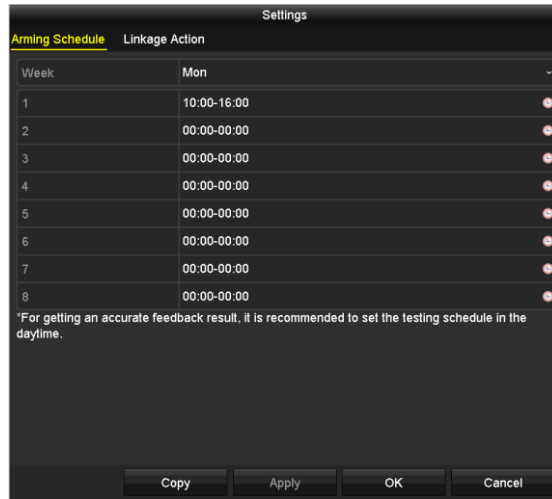 Settings
Arming Schedule Linkage Action
Week Mon
1 10:00-16:00
2 00:00-00:00
3 00:00-00:00
4 00:00-00:00
5 00:00-00:00
6 00:00-00:00
7 00:00-00:00
8 00:00-00:00
*For getting an accurate feedback result, it is recommended to set the testing schedule in the
daytime.
Copy Apply OK Cancel